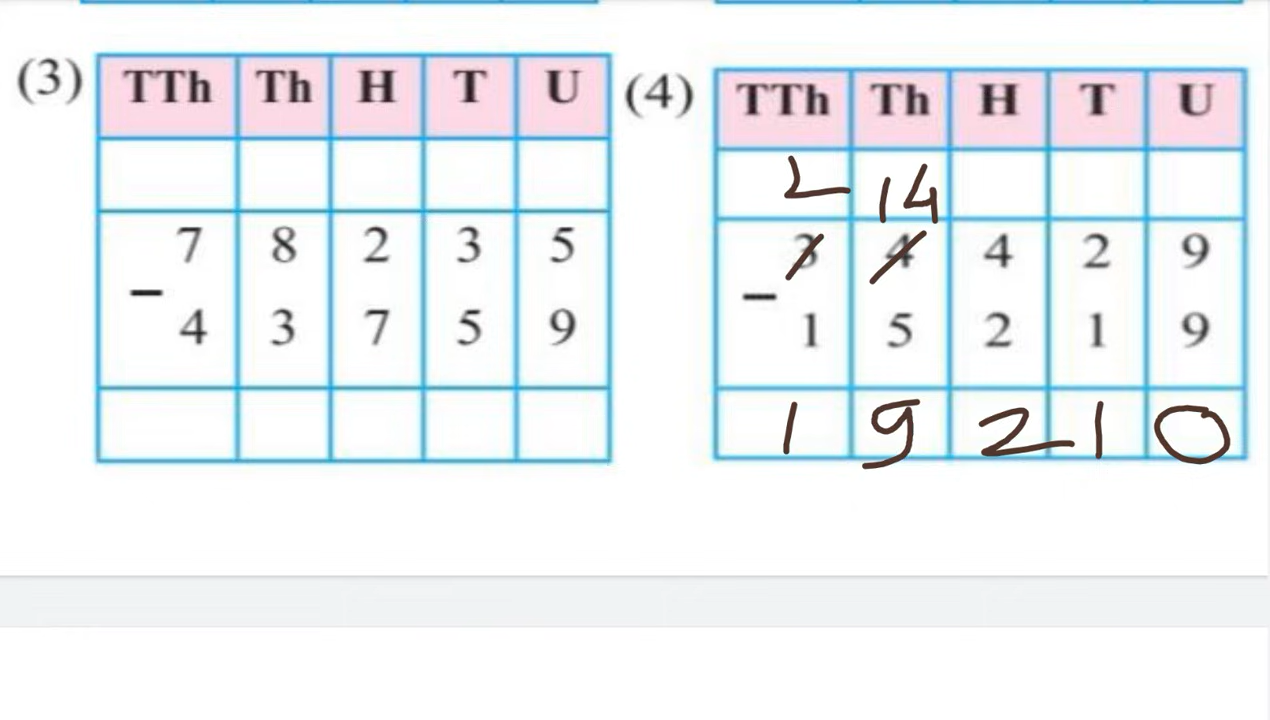 (3) TTh Th H T U
7 8 2 3 5
− 4 3 7 5 9
(4) TTh Th H T U
2 14
3 4 4 2 9
− 1 5 2 1 9
1 9 2 1 0